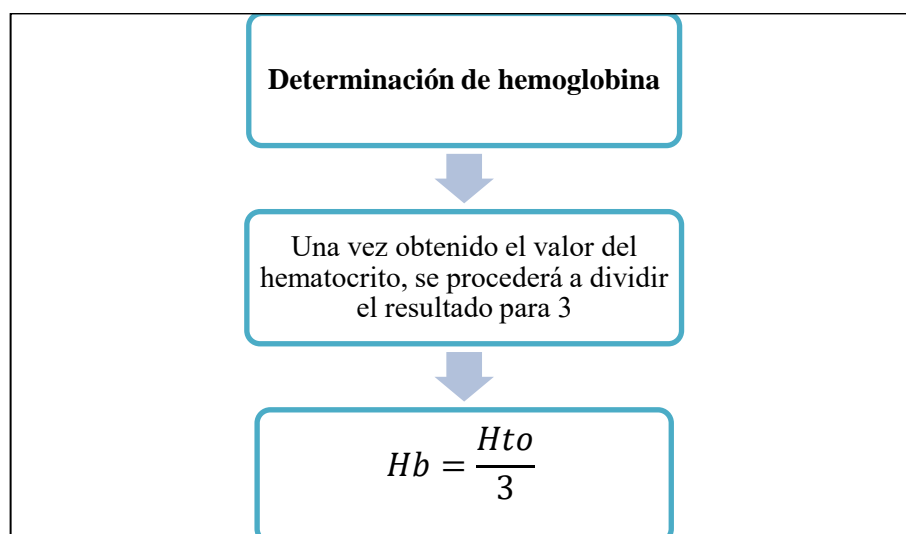 Determinación de hemoglobina
Una vez obtenido el valor del
hematocrito, se procederá a dividir
el resultado para 3
Hb = Hto/3